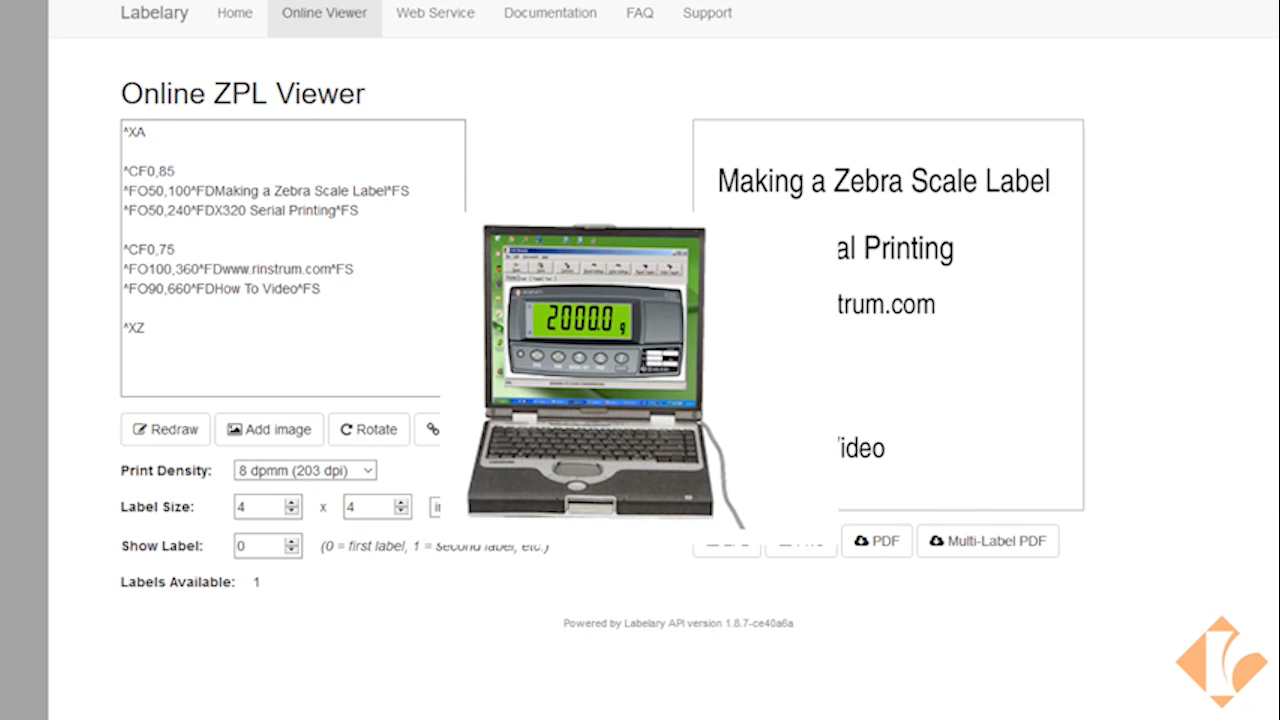 Labelary Home Online Viewer Web Service Documentation FAQ Support
Online ZPL Viewer
^XA
^CF0,85
^FO50,100^FDMaking a Zebra Scale Label^FS
^FO50,240^FDX320 Serial Printing^FS
^CF0,75
^FO100,360^FDwww.rinstrum.com^FS
^FO90,660^FDHow To Video^FS
^XZ
Making a Zebra Scale Label
al Printing
trum.com
ideo
2000.0 g
Redraw Add image Rotate
Print Density: 8 dpmm (203 dpi)
Label Size: 4 x 4
Show Label: 0 (0 = first label, 1 = second label, etc.)
PDF Multi-Label PDF
Labels Available: 1
Powered by Labelary API version 1.8.7-ce40a6a